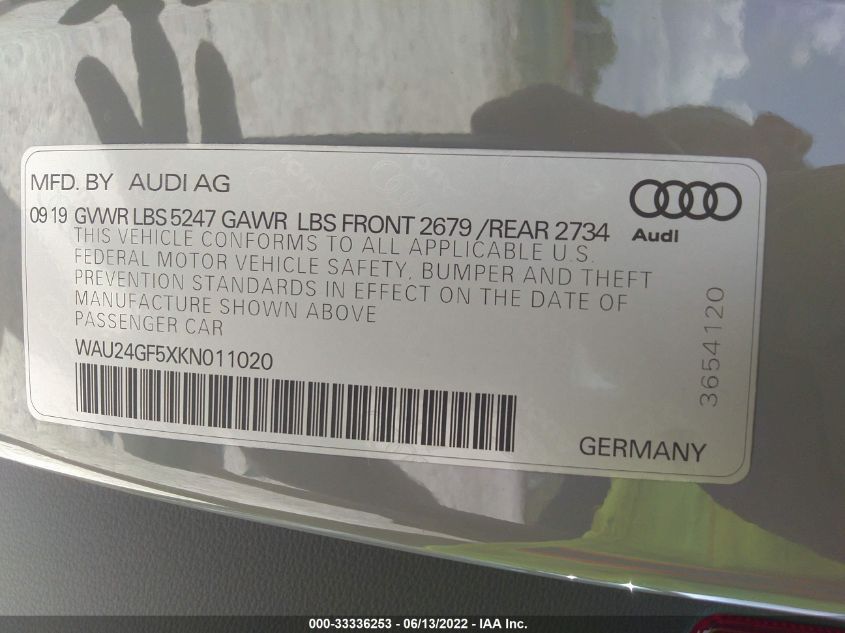 MFD. BY AUDI AG
09 19 GVWR LBS 5247 GAWR LBS FRONT 2679 /REAR 2734
THIS VEHICLE CONFORMS TO ALL APPLICABLE U.S.
FEDERAL MOTOR VEHICLE SAFETY, BUMPER AND THEFT
PREVENTION STANDARDS IN EFFECT ON THE DATE OF
MANUFACTURE SHOWN ABOVE
PASSENGER CAR
WAU24GF5XKN011020
Audi
3654120
GERMANY
000-33336253 - 06/13/2022 - IAA Inc.